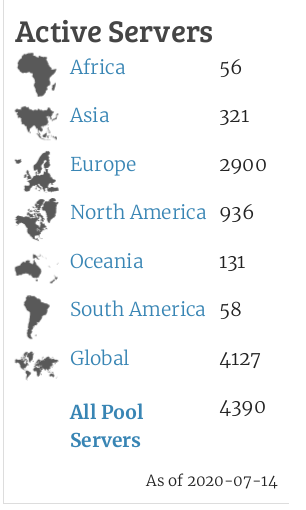 Active Servers
Africa 56
Asia 321
Europe 2900
North America 936
Oceania 131
South America 58
Global 4127
All Pool 4390
Servers
As of 2020-07-14